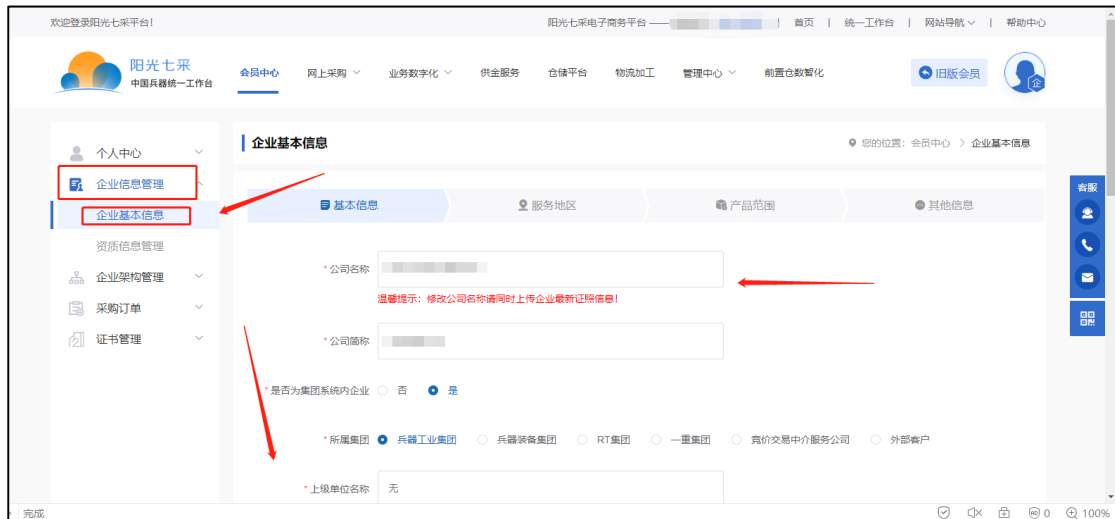 欢迎登录阳光七采平台！
阳光七采电子商务平台 —— | 首页 | 统一工作台 | 网站导航 | 帮助中心
阳光七采
中国兵器统一工作台
会员中心 网上采购 业务数字化 供金服务 仓储平台 物流加工 管理中心 前置仓数智化
旧版会员
企
个人中心
企业信息管理
企业基本信息
资质信息管理
企业架构管理
采购订单
证书管理
企业基本信息
您的位置：会员中心 > 企业基本信息
基本信息 服务地区 产品范围 其他信息
*公司名称
温馨提示：修改公司名称请同时上传企业最新证照信息！
*公司简称
*是否为集团系统内企业 否 是
*所属集团 兵器工业集团 兵器装备集团 RT集团 一重集团 竟价交易中介服务公司 外部客户
*上级单位名称 无
客服
完成
0 100%